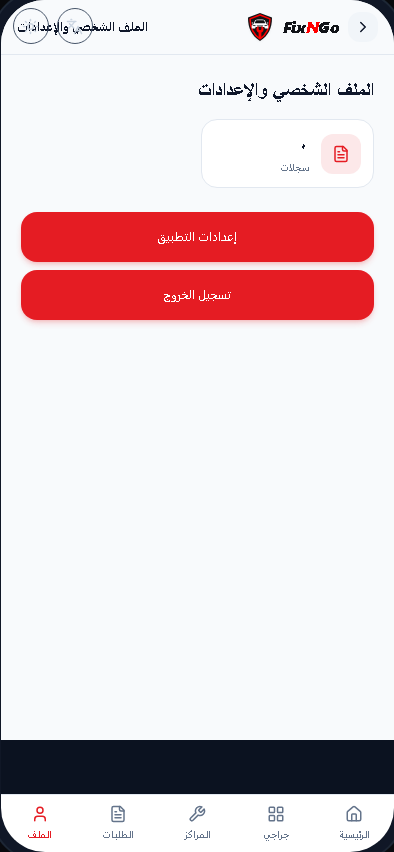 FixNGo
الملف الشخصي والإعدادات
الملف الشخصي والإعدادات
٠
سجلات
إعدادات التطبيق
تسجيل الخروج
الرئيسية
جراجي
المراكز
الطلبات
الملف